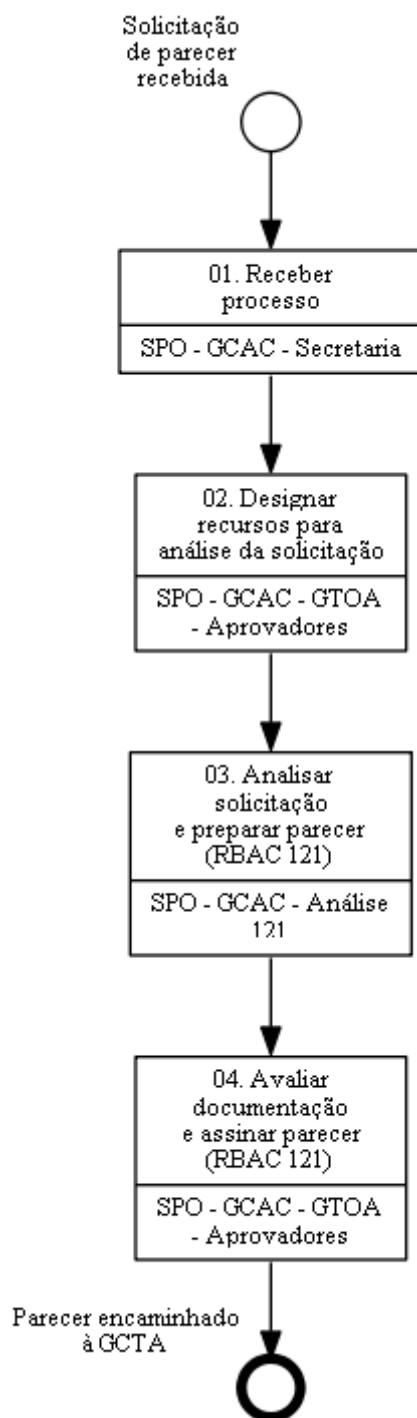 Solicitação
de parecer
recebida
01. Receber
processo
SPO - GCAC - Secretaria
02. Designar
recursos para
análise da solicitação
SPO - GCAC - GTOA
- Aprovadores
03. Analisar
solicitação
e preparar parecer
(RBAC 121)
SPO - GCAC - Análise
121
04. Avaliar
documentação
e assinar parecer
(RBAC 121)
SPO - GCAC - GTOA
- Aprovadores
Parecer encaminhado
à GCTA